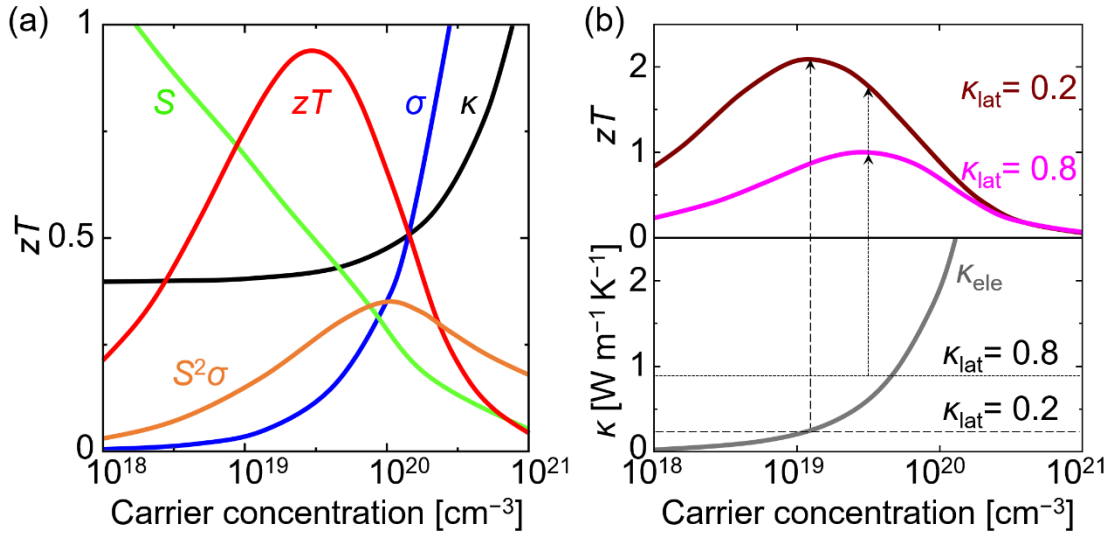 (a)
1
0.5
0
zT
S
zT
σ
κ
S²σ
10¹⁸
10¹⁹
10²⁰
10²¹
Carrier concentration [cm⁻³]
(b)
2
1
0
zT
κlat= 0.2
κlat= 0.8
2
1
0
κ [W m⁻¹ K⁻¹]
κele
κlat= 0.8
κlat= 0.2
10¹⁸
10¹⁹
10²⁰
10²¹
Carrier concentration [cm⁻³]